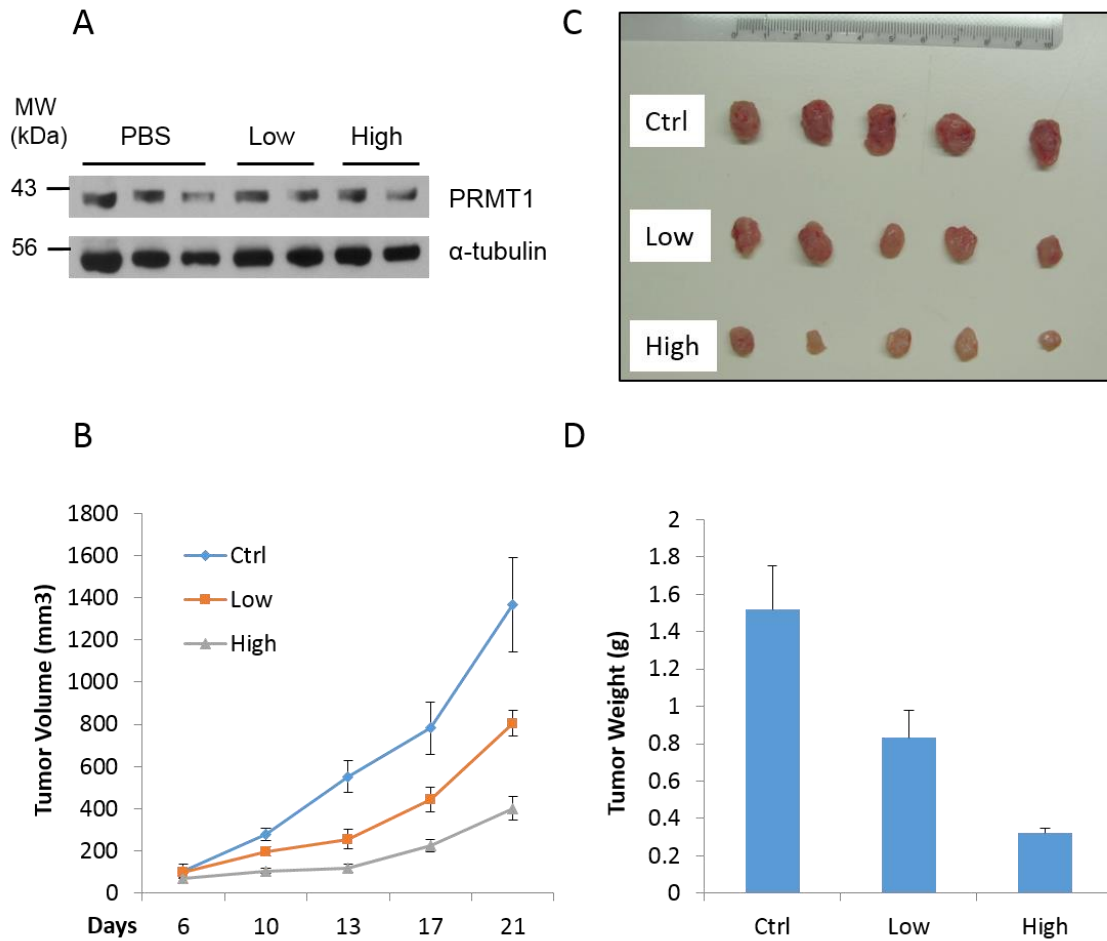 A
MW
(kDa)
PBS Low High
43
PRMT1
56
α-tubulin
C
Ctrl
Low
High
B
Tumor Volume (mm3)
1800
1600
1400
1200
1000
800
600
400
200
0
Ctrl
Low
High
Days 6 10 13 17 21
D
Tumor Weight (g)
2
1.8
1.6
1.4
1.2
1
0.8
0.6
0.4
0.2
0
Ctrl Low High